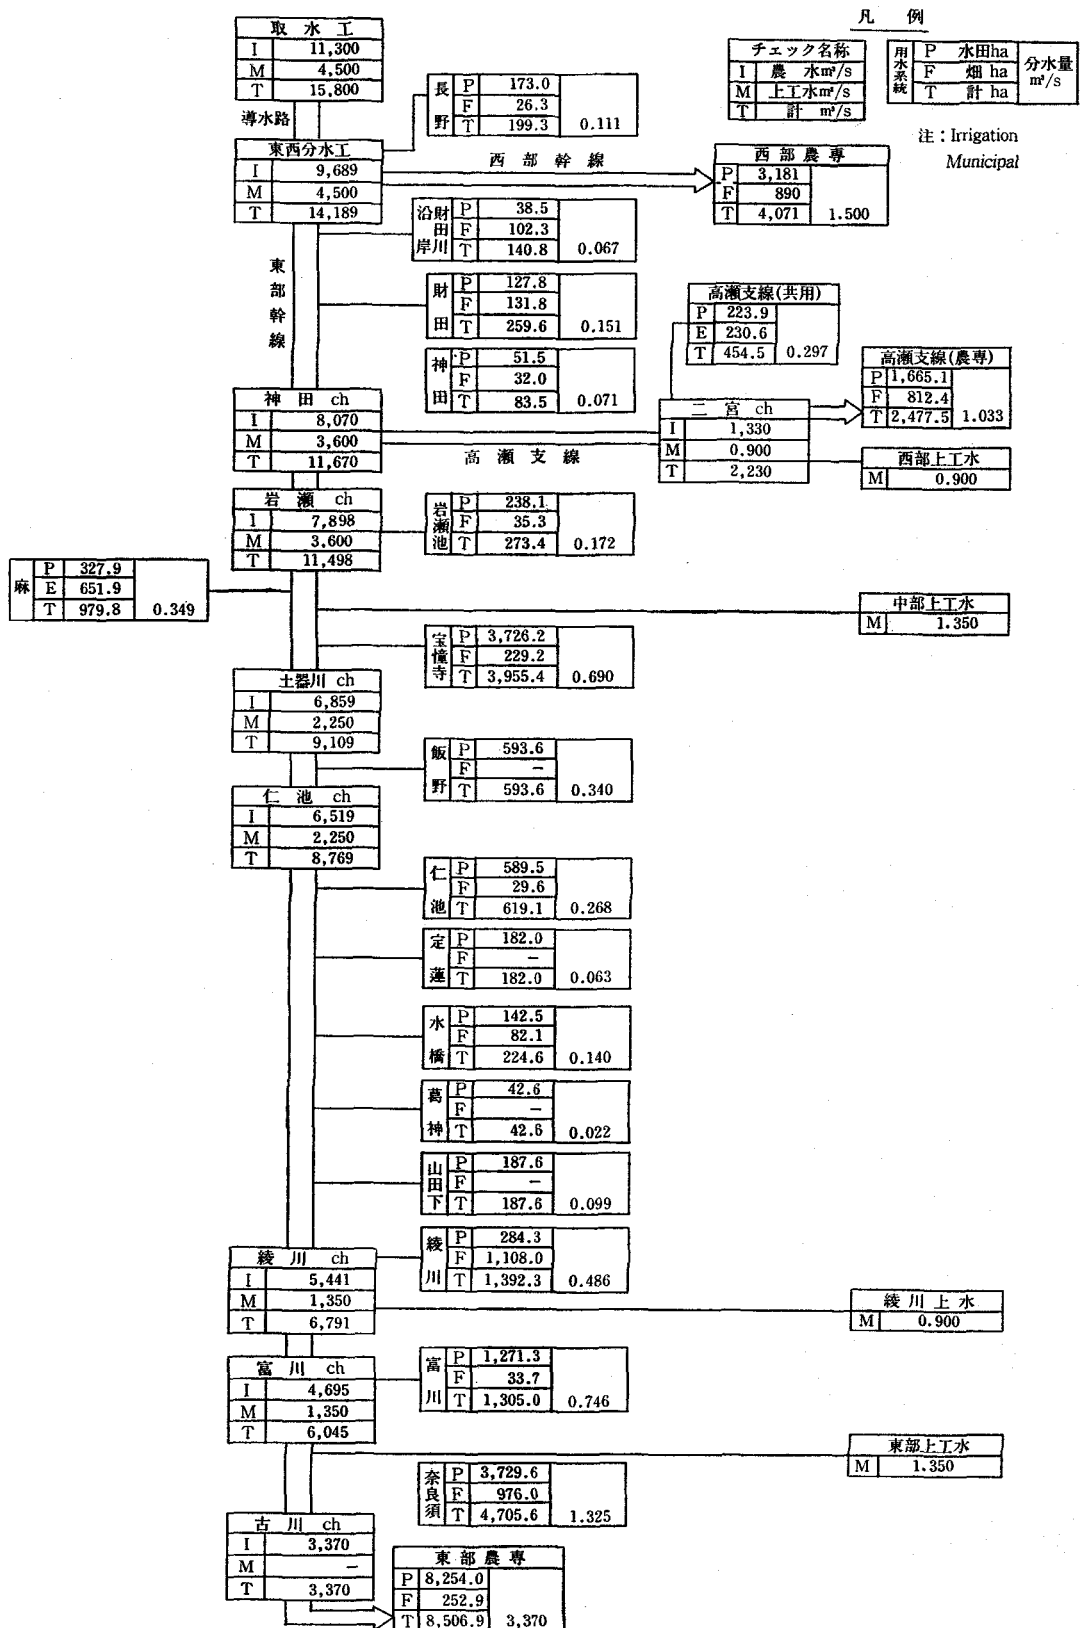 凡 例
チェック名称
I 農 水m³/s
M 上工水m³/s
T 計 m³/s
用水系統
P 水田ha
F 畑 ha
T 計 ha
分水量 m³/s
注：Irrigation
Municipal
取 水 工
I 11,300
M 4,500
T 15,800
導水路
長野
P 173.0
F 26.3
T 199.3 0.111
東西分水工
I 9,689
M 4,500
T 14,189
西 部 幹 線
西 部 農 専
P 3,181
F 890
T 4,071 1.500
財田川沿岸
P 38.5
F 102.3
T 140.8 0.067
東部幹線
財田
P 127.8
F 131.8
T 259.6 0.151
神田
P 51.5
F 32.0
T 83.5 0.071
高瀬支線(共用)
P 223.9
E 230.6
T 454.5 0.297
高瀬支線(農専)
P 1,665.1
F 812.4
T 2,477.5 1.033
神 田 ch
I 8,070
M 3,600
T 11,670
高 瀬 支 線
二 宮 ch
I 1,330
M 0.900
T 2,230
西部上工水
M 0.900
岩 瀬 ch
I 7,898
M 3,600
T 11,498
岩瀬池
P 238.1
F 35.3
T 273.4 0.172
麻
P 327.9
E 651.9
T 979.8 0.349
中部上工水
M 1.350
宝憧寺
P 3,726.2
F 229.2
T 3,955.4 0.690
土器川 ch
I 6,859
M 2,250
T 9,109
飯野
P 593.6
F −
T 593.6 0.340
仁 池 ch
I 6,519
M 2,250
T 8,769
仁池
P 589.5
F 29.6
T 619.1 0.268
定蓮
P 182.0
F −
T 182.0 0.063
水橋
P 142.5
F 82.1
T 224.6 0.140
葛神
P 42.6
F −
T 42.6 0.022
山田下
P 187.6
F −
T 187.6 0.099
綾川
P 284.3
F 1,108.0
T 1,392.3 0.486
綾 川 ch
I 5,441
M 1,350
T 6,791
綾 川 上 水
M 0.900
富 川 ch
I 4,695
M 1,350
T 6,045
富川
P 1,271.3
F 33.7
T 1,305.0 0.746
東部上工水
M 1.350
奈良須
P 3,729.6
F 976.0
T 4,705.6 1.325
古 川 ch
I 3,370
M −
T 3,370
東 部 農 専
P 8,254.0
F 252.9
T 8,506.9 3,370